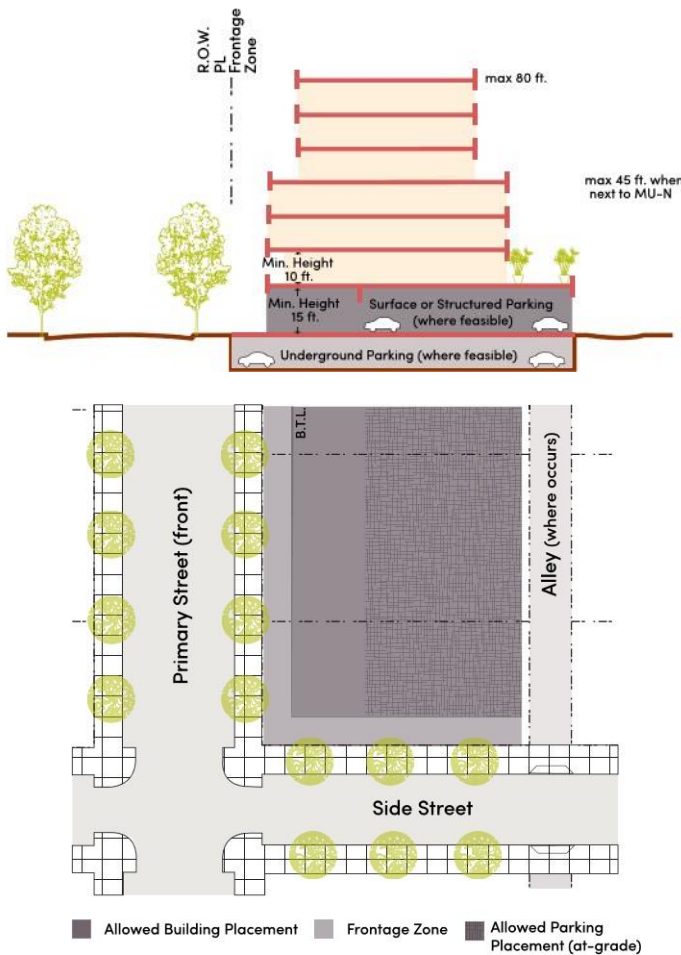 R.O.W.
PL
Frontage
Zone
max 80 ft.
max 45 ft. when
next to MU-N
Min. Height
10 ft.
Min. Height
15 ft.
Surface or Structured Parking
(where feasible)
Underground Parking (where feasible)
B.T.L.
Primary Street (front)
Alley (where occurs)
Side Street
Allowed Building Placement
Frontage Zone
Allowed Parking
Placement (at-grade)